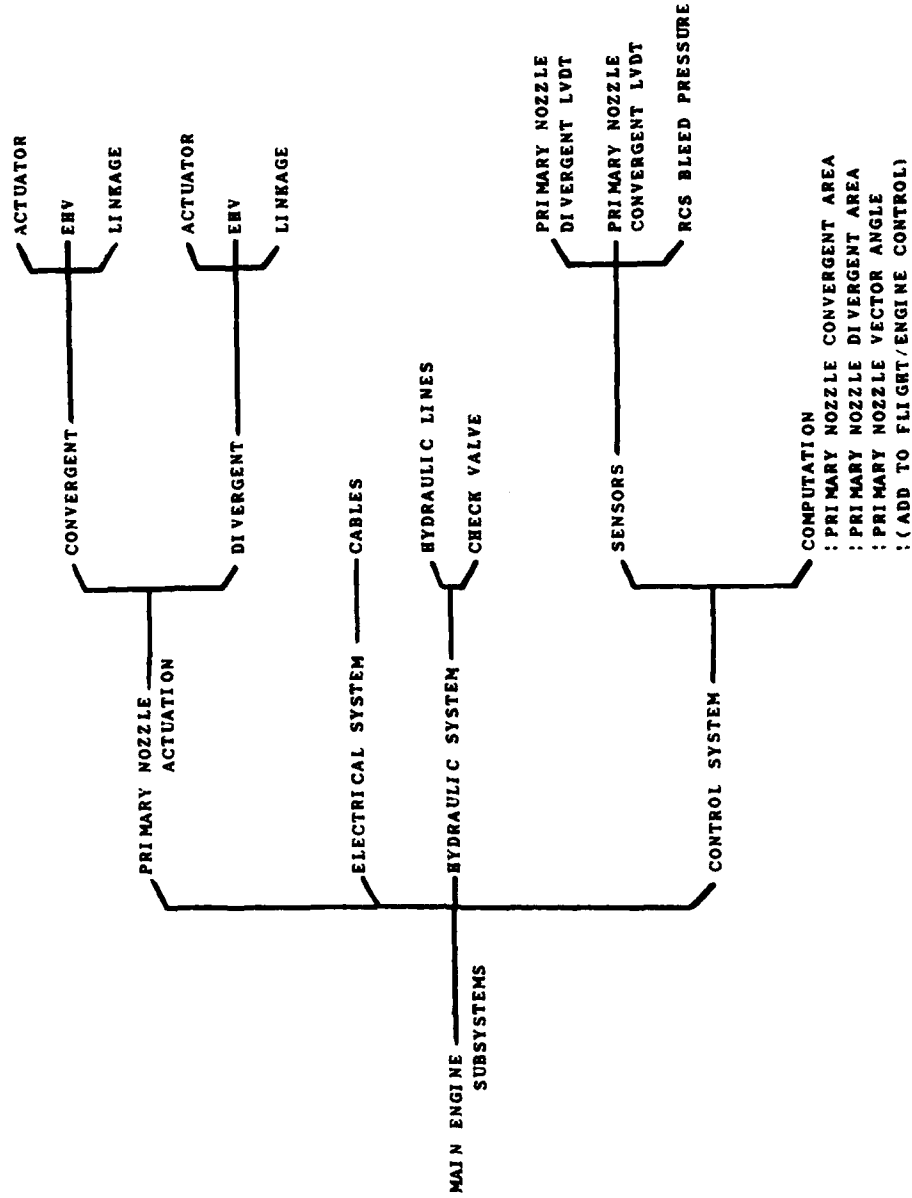 MAIN ENGINE
SUBSYSTEMS
PRIMARY NOZZLE
ACTUATION
CONVERGENT
ACTUATOR
EHV
LINKAGE
DIVERGENT
ACTUATOR
EHV
LINKAGE
ELECTRICAL SYSTEM
CABLES
HYDRAULIC SYSTEM
HYDRAULIC LINES
CHECK VALVE
CONTROL SYSTEM
SENSORS
PRIMARY NOZZLE
DIVERGENT LVDT
PRIMARY NOZZLE
CONVERGENT LVDT
RCS BLEED PRESSURE
COMPUTATION
:PRIMARY NOZZLE CONVERGENT AREA
:PRIMARY NOZZLE DIVERGENT AREA
:PRIMARY NOZZLE VECTOR ANGLE
:(ADD TO FLIGHT/ENGINE CONTROL)